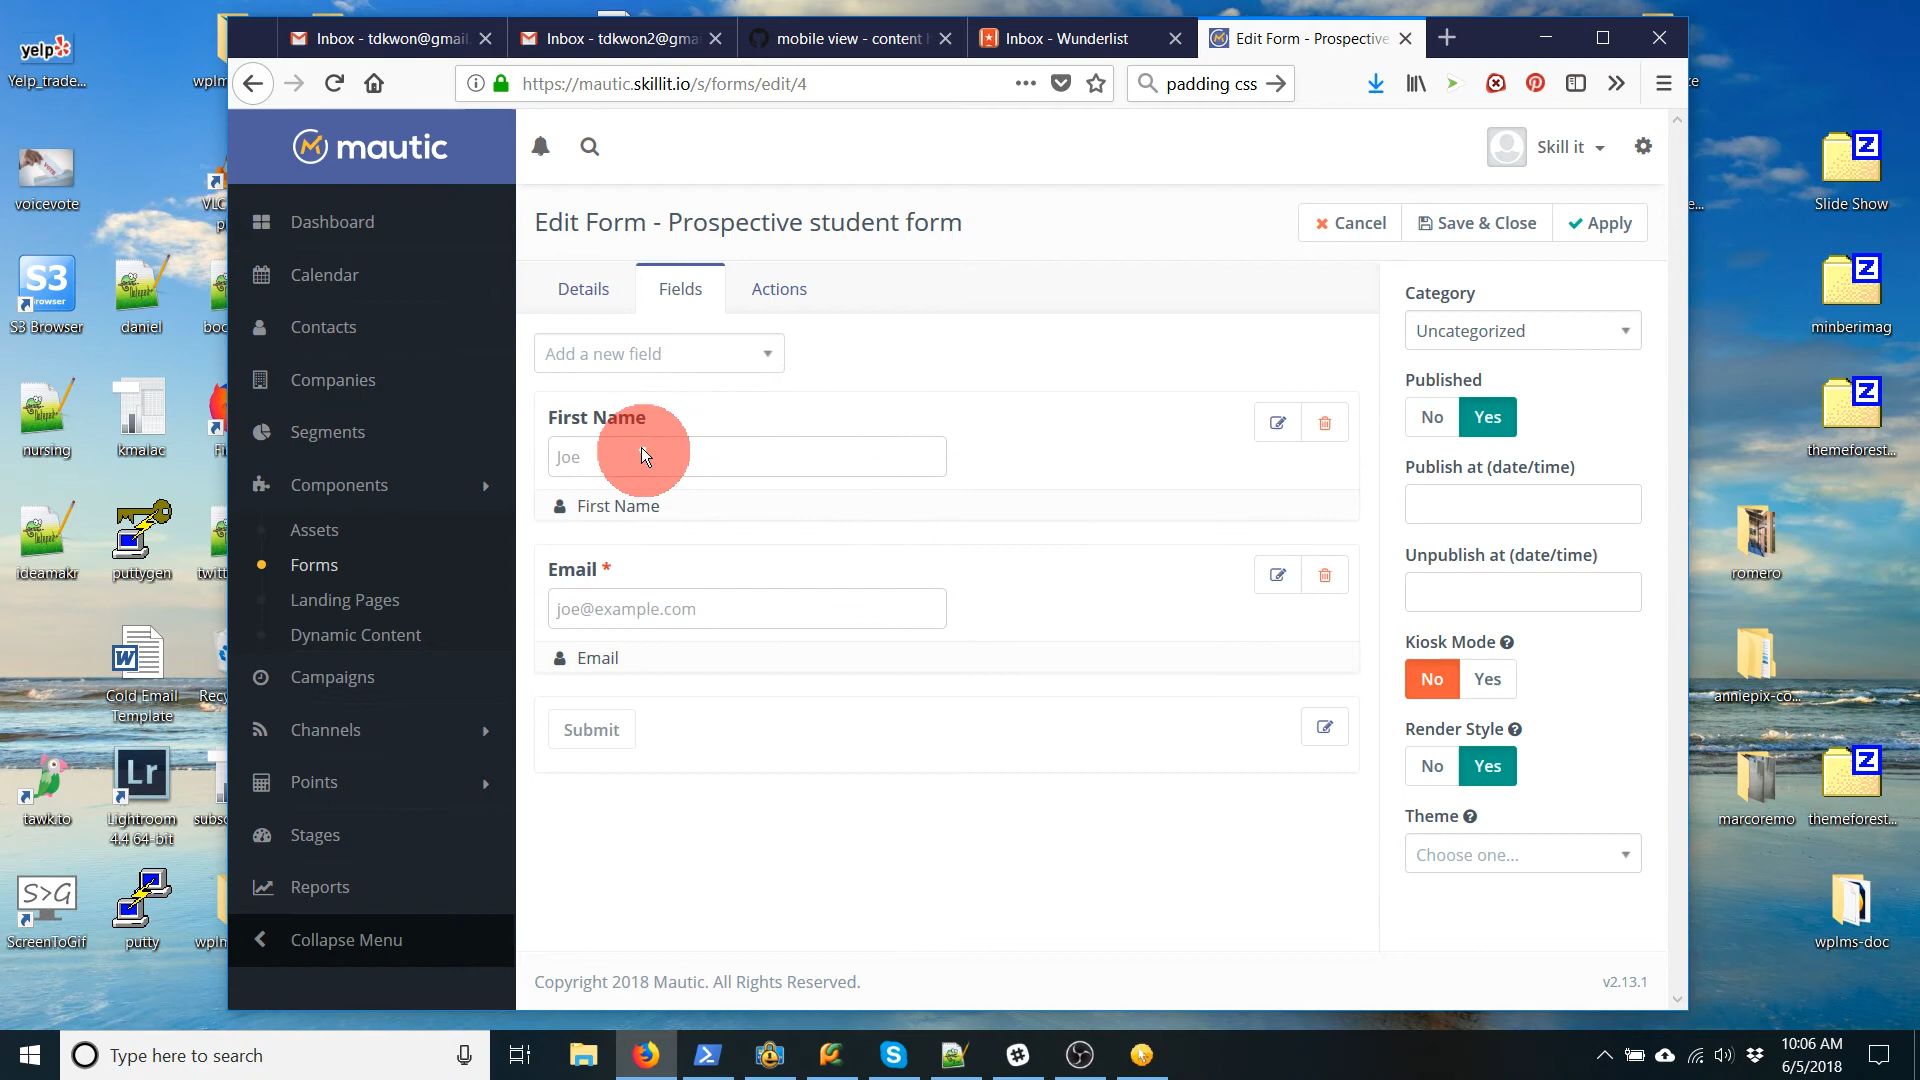 Inbox - tdkwon@gmail
Inbox - tdkwon2@gma
mobile view - content
Inbox - Wunderlist
Edit Form - Prospective
https://mautic.skillit.io/s/forms/edit/4
padding css
mautic
Skill it
Dashboard
Calendar
Contacts
Companies
Segments
Components
Assets
Forms
Landing Pages
Dynamic Content
Campaigns
Channels
Points
Stages
Reports
Collapse Menu
Edit Form - Prospective student form
Cancel
Save & Close
Apply
Details
Fields
Actions
Add a new field
First Name
Joe
First Name
Email *
joe@example.com
Email
Submit
Category
Uncategorized
Published
No Yes
Publish at (date/time)
Unpublish at (date/time)
Kiosk Mode
No Yes
Render Style
No Yes
Theme
Choose one...
Copyright 2018 Mautic. All Rights Reserved.
v2.13.1
yelp
Yelp_trade...
voicevote
S3
Browser
S3 Browser
daniel
nursing
kmalac
ideamakr
puttygen
Cold Email
Template
tawk.to
Lr
Lightroom
4.4 64-bit
S>G
ScreenToGif
putty
Slide Show
minberimag
themeforest...
romero
anniepix-co...
marcoremo
themeforest...
wplms-doc
Type here to search
10:06 AM
6/5/2018